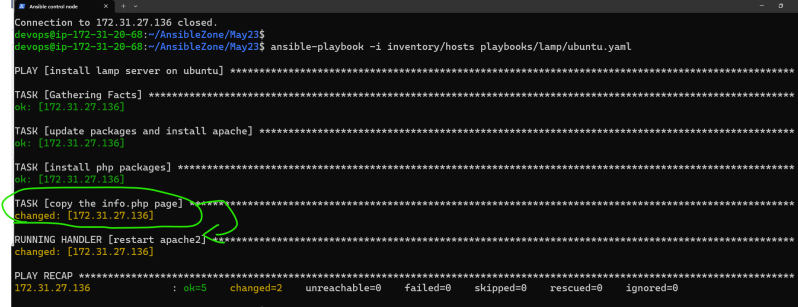 Ansible control node
Connection to 172.31.27.136 closed.
devops@ip-172-31-20-68:~/AnsibleZone/May23$
devops@ip-172-31-20-68:~/AnsibleZone/May23$ ansible-playbook -i inventory/hosts playbooks/lamp/ubuntu.yaml
PLAY [install lamp server on ubuntu] ****************************************************************************
TASK [Gathering Facts] ******************************************************************************************
ok: [172.31.27.136]
TASK [update packages and install apache] ***********************************************************************
ok: [172.31.27.136]
TASK [install php packages] *************************************************************************************
ok: [172.31.27.136]
TASK [copy the info.php page] ***********************************************************************************
changed: [172.31.27.136]
RUNNING HANDLER [restart apache2] *******************************************************************************
changed: [172.31.27.136]
PLAY RECAP ******************************************************************************************************
172.31.27.136 : ok=5 changed=2 unreachable=0 failed=0 skipped=0 rescued=0 ignored=0